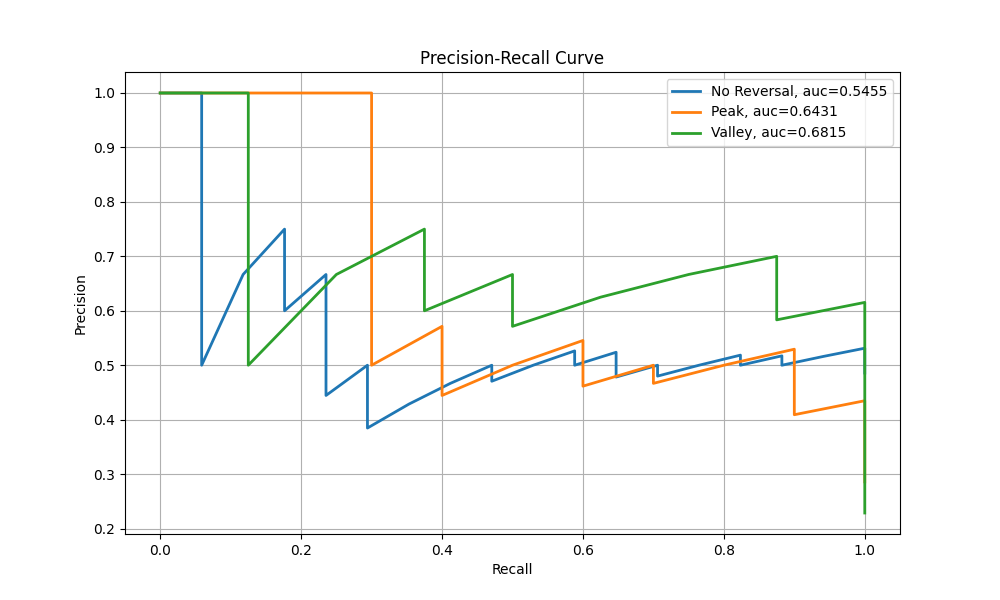 Precision-Recall Curve
No Reversal, auc=0.5455
Peak, auc=0.6431
Valley, auc=0.6815
Precision
1.0
0.9
0.8
0.7
0.6
0.5
0.4
0.3
0.2
0.0 0.2 0.4 0.6 0.8 1.0
Recall